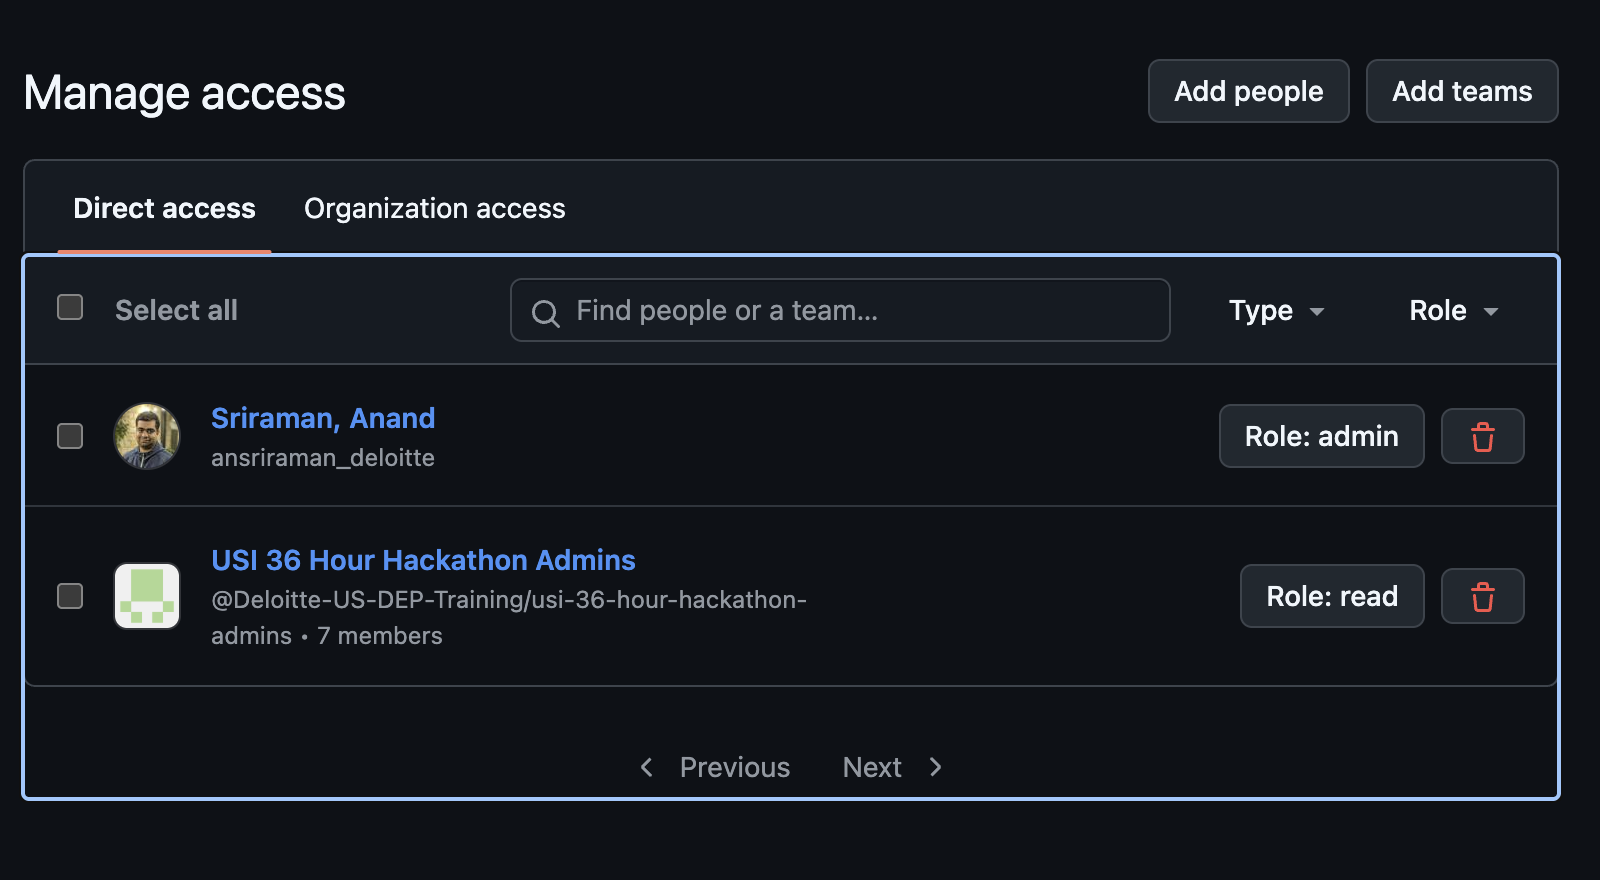 Manage access
Add people
Add teams
Direct access
Organization access
Select all
Find people or a team...
Type
Role
Sriraman, Anand
ansriraman_deloitte
Role: admin
USI 36 Hour Hackathon Admins
@Deloitte-US-DEP-Training/usi-36-hour-hackathon-
admins • 7 members
Role: read
Previous
Next